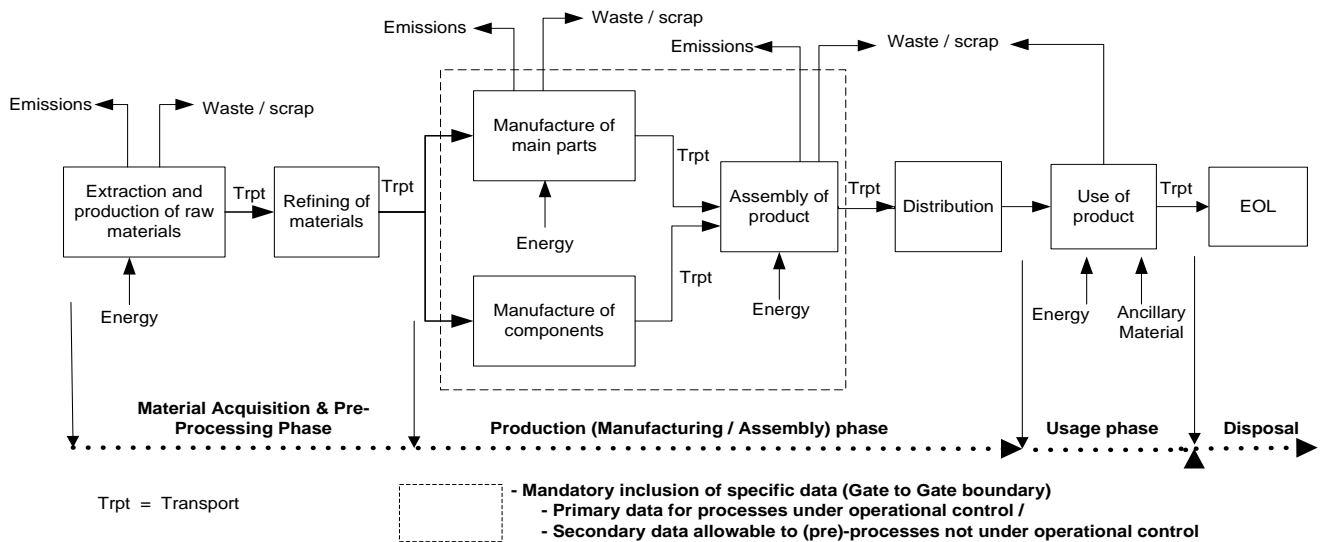 Emissions
Waste / scrap
Emissions
Waste / scrap
Emissions
Waste / scrap
Extraction and
production of raw
materials
Trpt
Refining of
materials
Trpt
Manufacture of
main parts
Trpt
Energy
Manufacture of
components
Trpt
Assembly of
product
Trpt
Distribution
Use of
product
Trpt
EOL
Energy
Energy
Energy
Ancillary
Material
Material Acquisition & Pre-
Processing Phase
Production (Manufacturing / Assembly) phase
Usage phase
Disposal
Trpt = Transport
- Mandatory inclusion of specific data (Gate to Gate boundary)
- Primary data for processes under operational control /
- Secondary data allowable to (pre)-processes not under operational control